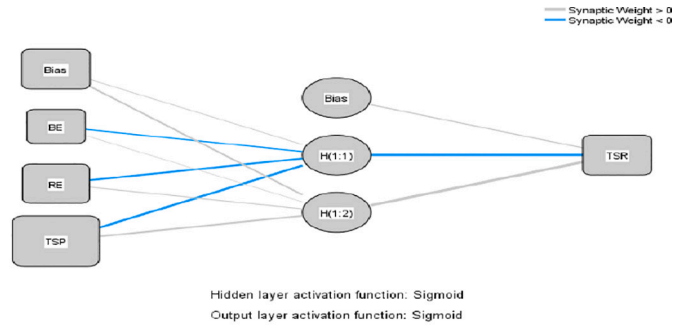 Synaptic Weight > 0
Synaptic Weight < 0
Bias
BE
RE
TSP
Bias
H(1:1)
H(1:2)
TSR
Hidden layer activation function: Sigmoid
Output layer activation function: Sigmoid